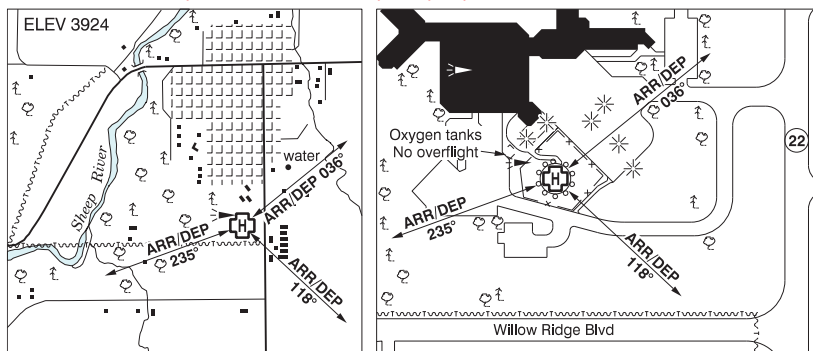 ELEV 3924
Sheep River
water
ARR/DEP 036°
ARR/DEP
235°
H
ARR/DEP
118°
ARR/DEP
036°
Oxygen tanks
No overflight
22
H
ARR/DEP
235°
ARR/DEP
118°
Willow Ridge Blvd